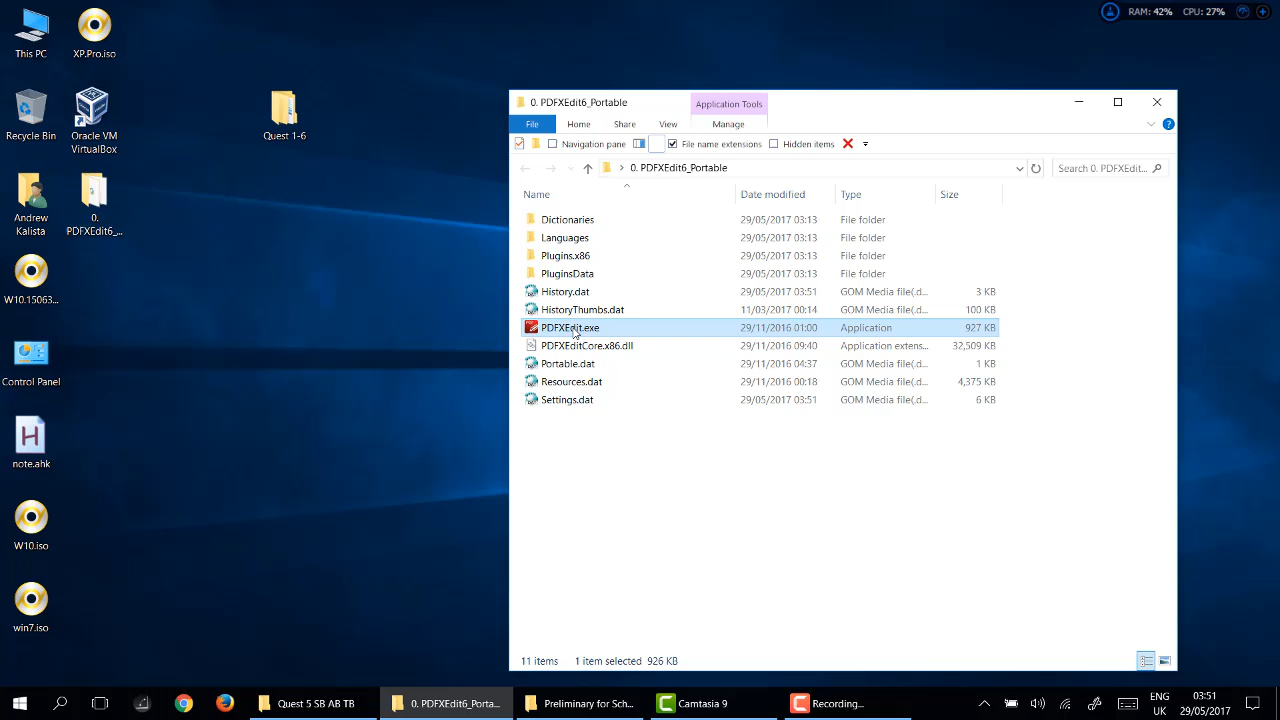 RAM: 42% CPU: 27%
This PC
XP.Pro.iso
Recycle Bin
Oracle VM
VirtualBox
Quest 1-6
Andrew
Kalista
0.
PDFXEdit6_...
W10.15063...
Control Panel
note.ahk
W10.iso
win7.iso
0. PDFXEdit6_Portable
Application Tools
File Home Share View Manage
Navigation pane File name extensions Hidden items
0. PDFXEdit6_Portable Search 0. PDFXEdit...
Name Date modified Type Size
Dictionaries 29/05/2017 03:13 File folder
Languages 29/05/2017 03:13 File folder
Plugins.x86 29/05/2017 03:13 File folder
PluginsData 29/05/2017 03:13 File folder
History.dat 29/05/2017 03:51 GOM Media file(.d... 3 KB
HistoryThumbs.dat 11/03/2017 00:14 GOM Media file(.d... 100 KB
PDFXEdit.exe 29/11/2016 01:00 Application 927 KB
PDFXEditCore.x86.dll 29/11/2016 09:40 Application extens... 32,509 KB
Portable.dat 29/11/2016 04:37 GOM Media file(.d... 1 KB
Resources.dat 29/11/2016 00:18 GOM Media file(.d... 4,375 KB
Settings.dat 29/05/2017 03:51 GOM Media file(.d... 6 KB
11 items 1 item selected 926 KB
Quest 5 SB AB TB
0. PDFXEdit6_Porta...
Preliminary for Sch...
Camtasia 9
Recording...
ENG
UK
03:51
29/05/2017